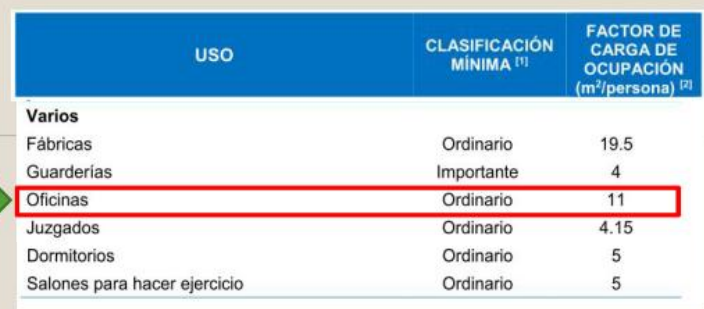 USO CLASIFICACIÓN MÍNIMA [1] FACTOR DE CARGA DE OCUPACIÓN (m²/persona) [2]
Varios
Fábricas Ordinario 19.5
Guarderías Importante 4
Oficinas Ordinario 11
Juzgados Ordinario 4.15
Dormitorios Ordinario 5
Salones para hacer ejercicio Ordinario 5